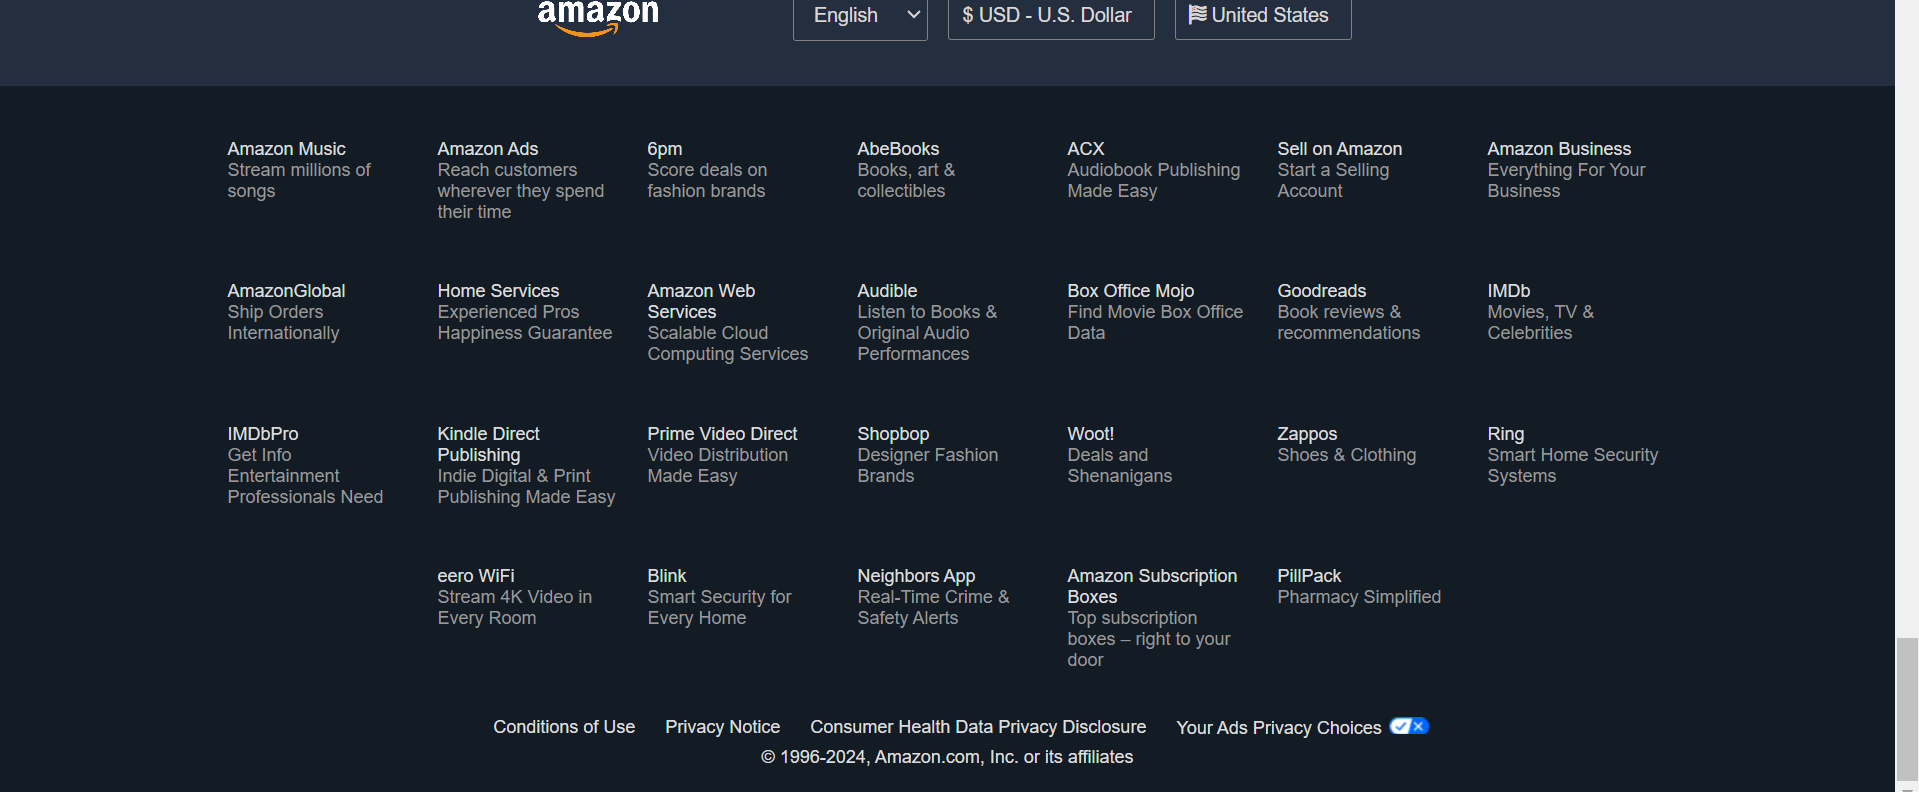 amazon
English
$ USD - U.S. Dollar
United States
Amazon Music
Stream millions of
songs
Amazon Ads
Reach customers
wherever they spend
their time
6pm
Score deals on
fashion brands
AbeBooks
Books, art &
collectibles
ACX
Audiobook Publishing
Made Easy
Sell on Amazon
Start a Selling
Account
Amazon Business
Everything For Your
Business
AmazonGlobal
Ship Orders
Internationally
Home Services
Experienced Pros
Happiness Guarantee
Amazon Web
Services
Scalable Cloud
Computing Services
Audible
Listen to Books &
Original Audio
Performances
Box Office Mojo
Find Movie Box Office
Data
Goodreads
Book reviews &
recommendations
IMDb
Movies, TV &
Celebrities
IMDbPro
Get Info
Entertainment
Professionals Need
Kindle Direct
Publishing
Indie Digital & Print
Publishing Made Easy
Prime Video Direct
Video Distribution
Made Easy
Shopbop
Designer Fashion
Brands
Woot!
Deals and
Shenanigans
Zappos
Shoes & Clothing
Ring
Smart Home Security
Systems
eero WiFi
Stream 4K Video in
Every Room
Blink
Smart Security for
Every Home
Neighbors App
Real-Time Crime &
Safety Alerts
Amazon Subscription
Boxes
Top subscription
boxes – right to your
door
PillPack
Pharmacy Simplified
Conditions of Use
Privacy Notice
Consumer Health Data Privacy Disclosure
Your Ads Privacy Choices
© 1996-2024, Amazon.com, Inc. or its affiliates